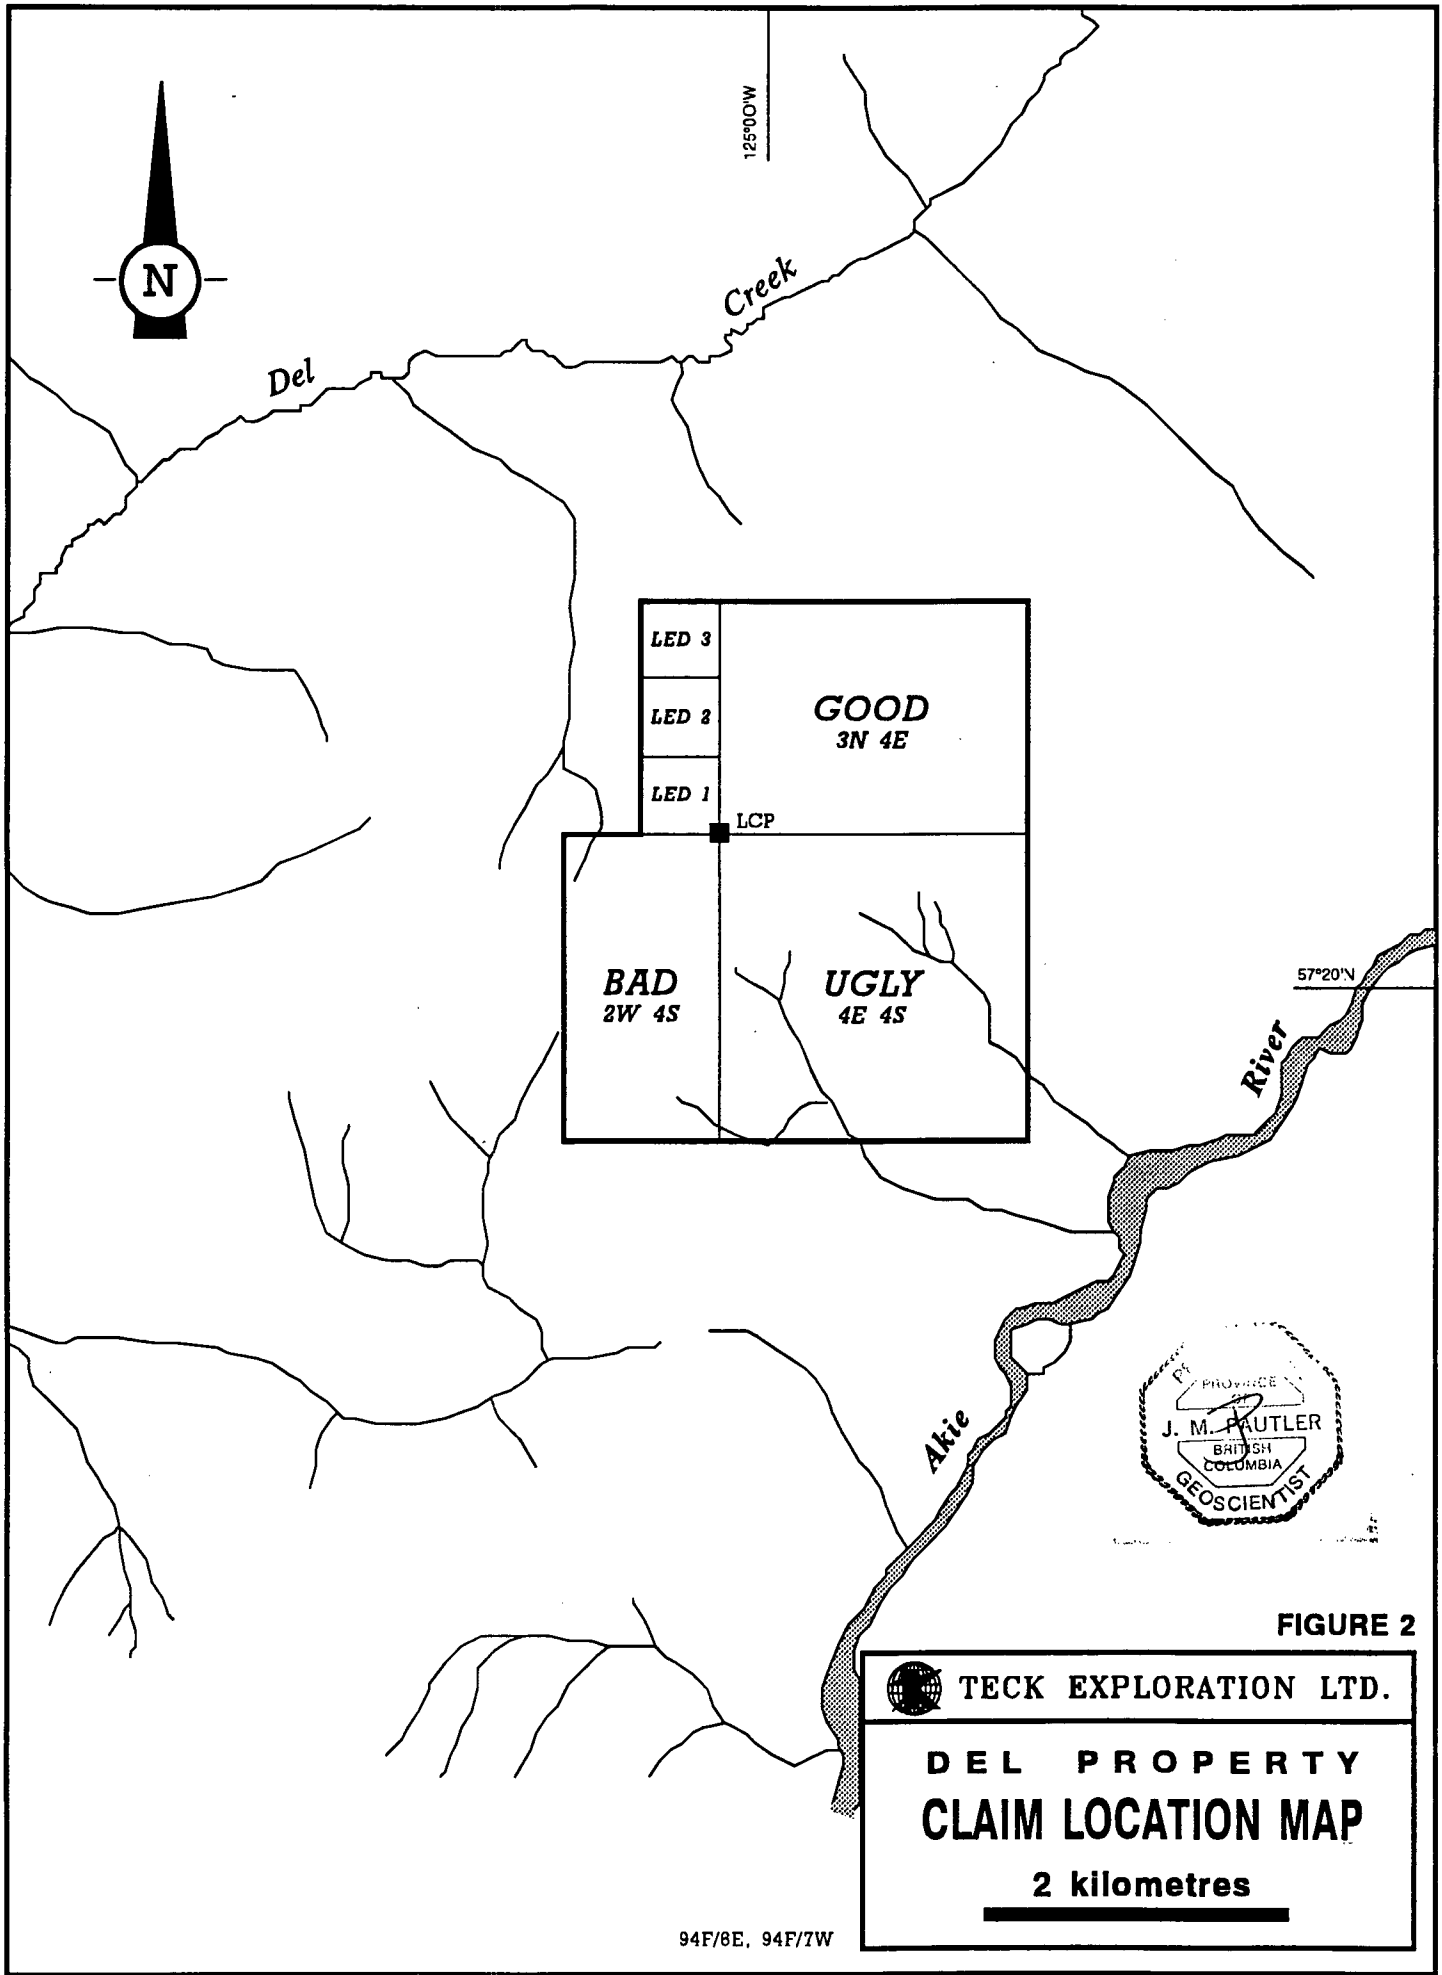 125°00'W
N
Creek
Del
LED 3
LED 2
LED 1
GOOD
3N 4E
LCP
BAD
2W 4S
UGLY
4E 4S
57°20'N
River
Akie
PROVINCE
OF
J. M. PAUTLER
BRITISH
COLUMBIA
GEOSCIENTIST
FIGURE 2
TECK EXPLORATION LTD.
DEL PROPERTY
CLAIM LOCATION MAP
2 kilometres
94F/6E, 94F/7W